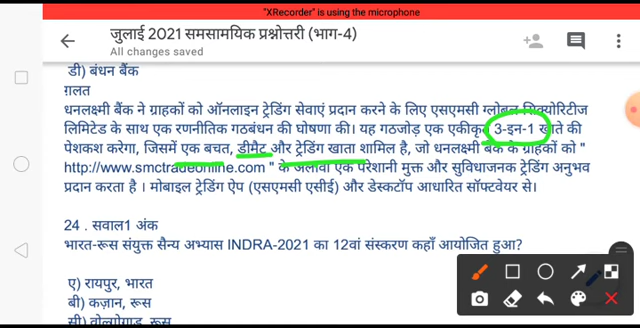 "XRecorder" is using the microphone
जुलाई 2021 समसामयिक प्रश्नोत्तरी (भाग-4)
All changes saved
डी) बंधन बैंक
ग़लत
धनलक्ष्मी बैंक ने ग्राहकों को ऑनलाइन ट्रेडिंग सेवाएं प्रदान करने के लिए एसएमसी ग्लोबल सिक्योरिटीज
लिमिटेड के साथ एक रणनीतिक गठबंधन की घोषणा की। यह गठजोड़ एक एकीकृत 3-इन-1 खाते की
पेशकश करेगा, जिसमें एक बचत, डीमैट और ट्रेडिंग खाता शामिल है, जो धनलक्ष्मी बैंक के ग्राहकों को "
http://www.smctradeonline.com " के अलावा एक परेशानी मुक्त और सुविधाजनक ट्रेडिंग अनुभव
प्रदान करता है । मोबाइल ट्रेडिंग ऐप (एसएमसी एसीई) और डेस्कटॉप आधारित सॉफ्टवेयर से।
24 . सवाल1 अंक
भारत-रूस संयुक्त सैन्य अभ्यास INDRA-2021 का 12वां संस्करण कहाँ आयोजित हुआ?
ए) रायपुर, भारत
बी) कज़ान, रूस
सी) वोल्गोग्राड, रूस